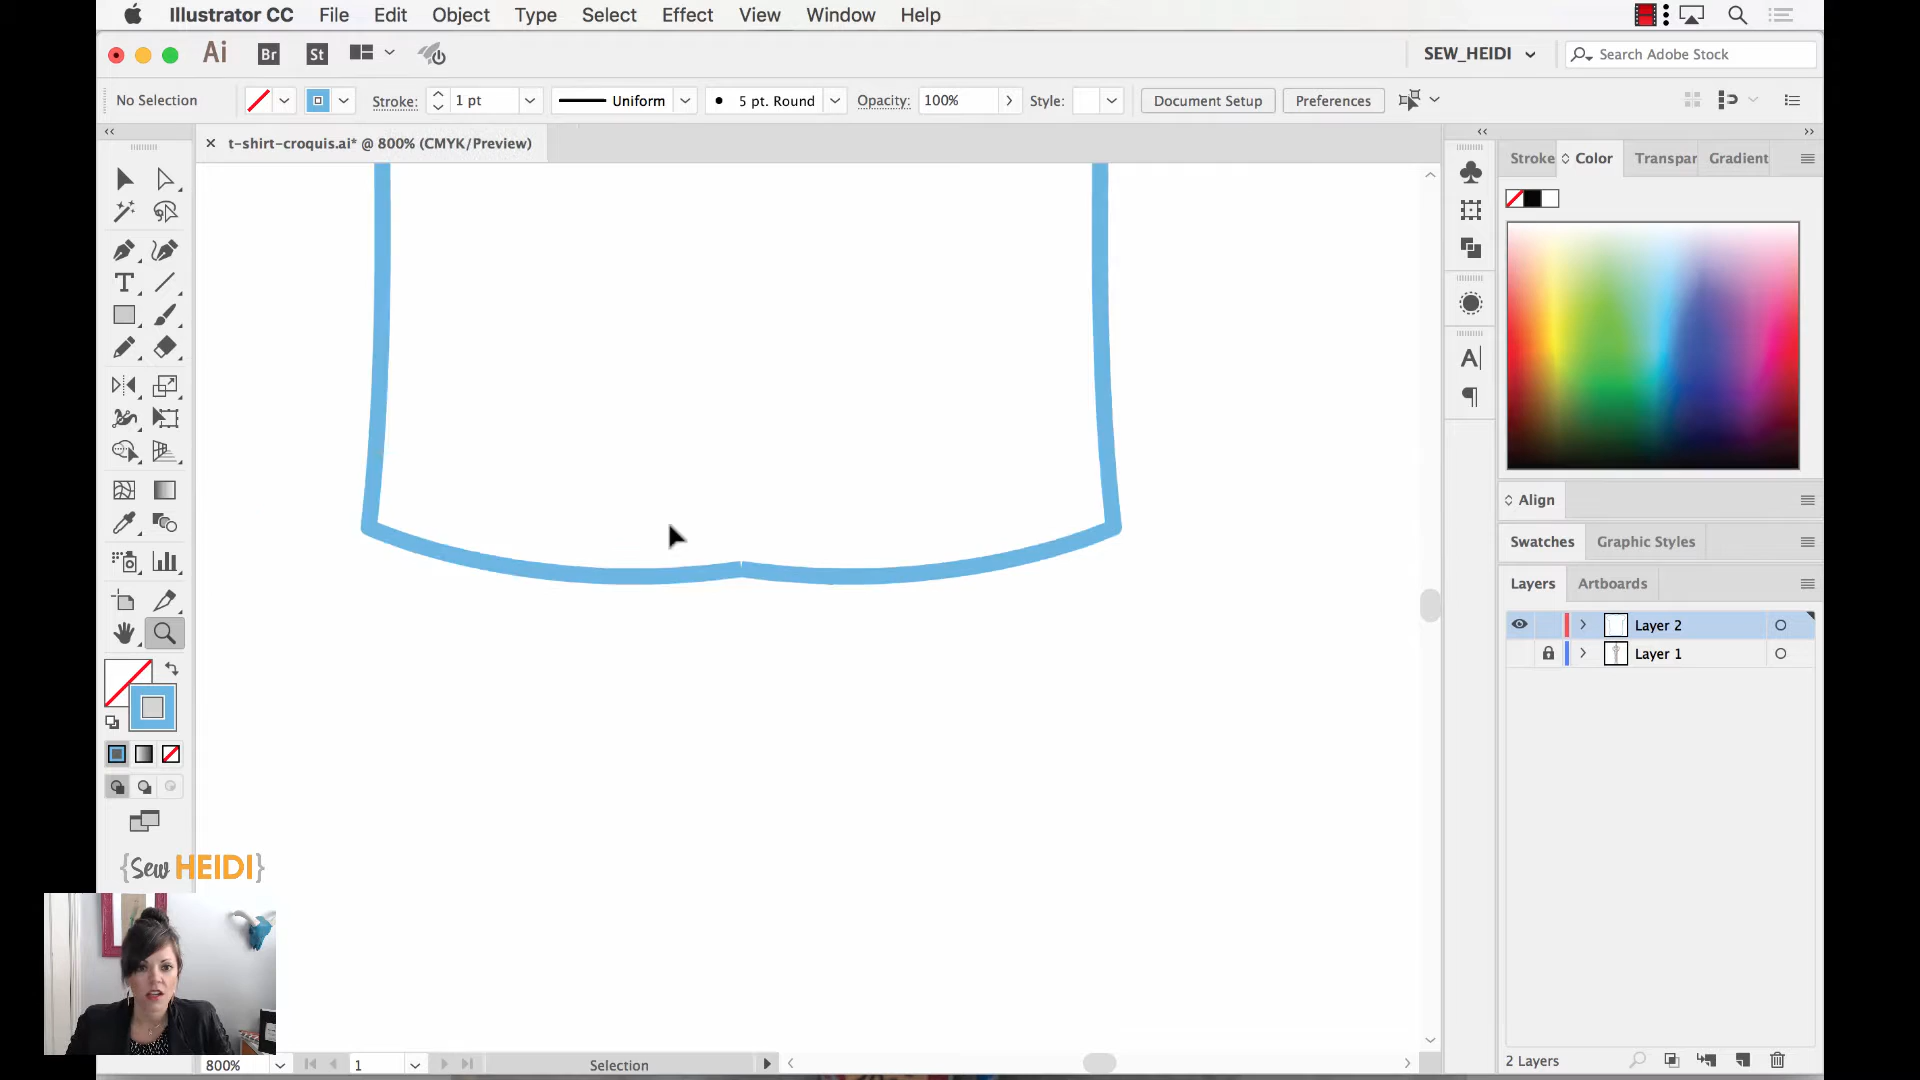 Illustrator CC File Edit Object Type Select Effect View Window Help
Ai Br St SEW_HEIDI Search Adobe Stock
No Selection Stroke: 1 pt Uniform 5 pt. Round Opacity: 100% Style: Document Setup Preferences
× t-shirt-croquis.ai* @ 800% (CMYK/Preview)
Stroke Color Transpar Gradient
Align
Swatches Graphic Styles
Layers Artboards
Layer 2
Layer 1
{Sew HEIDI}
800% 1 Selection 2 Layers